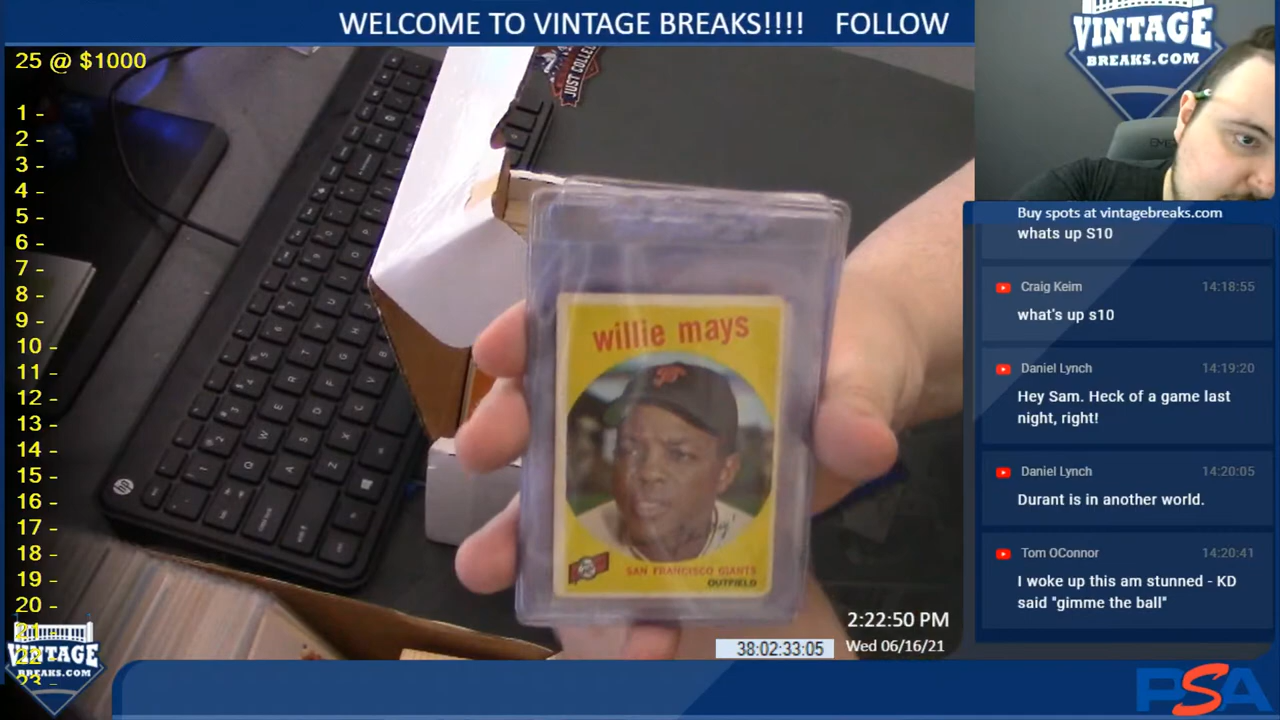 WELCOME TO VINTAGE BREAKS!!!! FOLLOW
25 @ $1000
1 -
2 -
3 -
4 -
5 -
6 -
7 -
8 -
9 -
10 -
11 -
12 -
13 -
14 -
15 -
16 -
17 -
18 -
19 -
20 -
21 -
22 -
23 -
VINTAGE
BREAKS.COM
JUST COLLEC
hp
willie mays
SAN FRANCISCO GIANTS
OUTFIELD
2:22:50 PM
38:02:33:05
Wed 06/16/21
VINTAGE
BREAKS.COM
Buy spots at vintagebreaks.com
whats up S10
Craig Keim 14:18:55
what's up s10
Daniel Lynch 14:19:20
Hey Sam. Heck of a game last
night, right!
Daniel Lynch 14:20:05
Durant is in another world.
Tom OConnor 14:20:41
I woke up this am stunned - KD
said "gimme the ball"
PSA